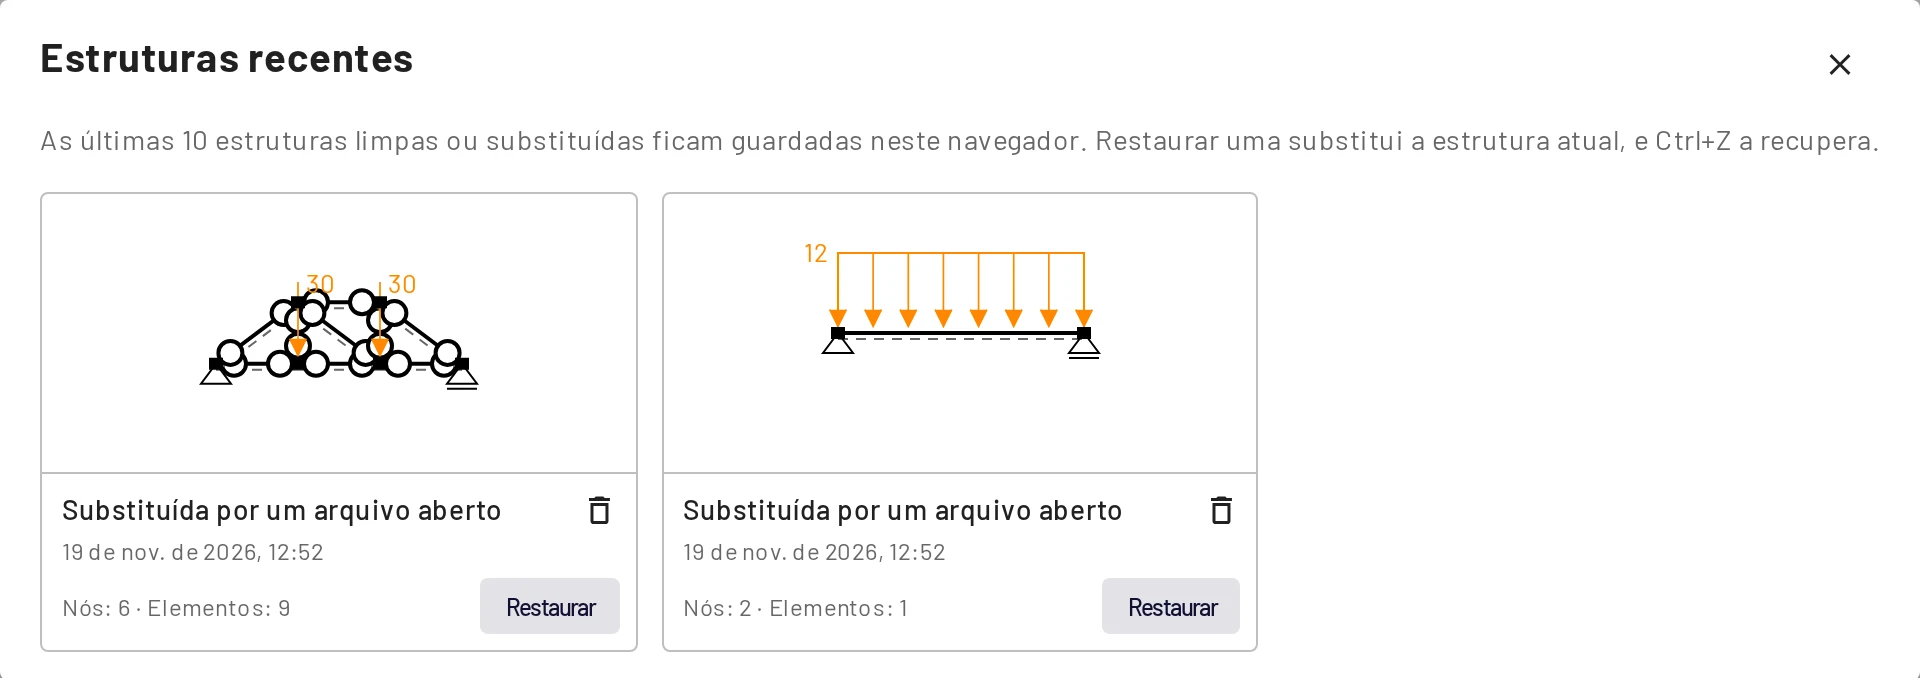 Estruturas recentes
As últimas 10 estruturas limpas ou substituídas ficam guardadas neste navegador. Restaurar uma substitui a estrutura atual, e Ctrl+Z a recupera.
30 30
Substituída por um arquivo aberto
19 de nov. de 2026, 12:52
Nós: 6 · Elementos: 9
Restaurar
12
Substituída por um arquivo aberto
19 de nov. de 2026, 12:52
Nós: 2 · Elementos: 1
Restaurar